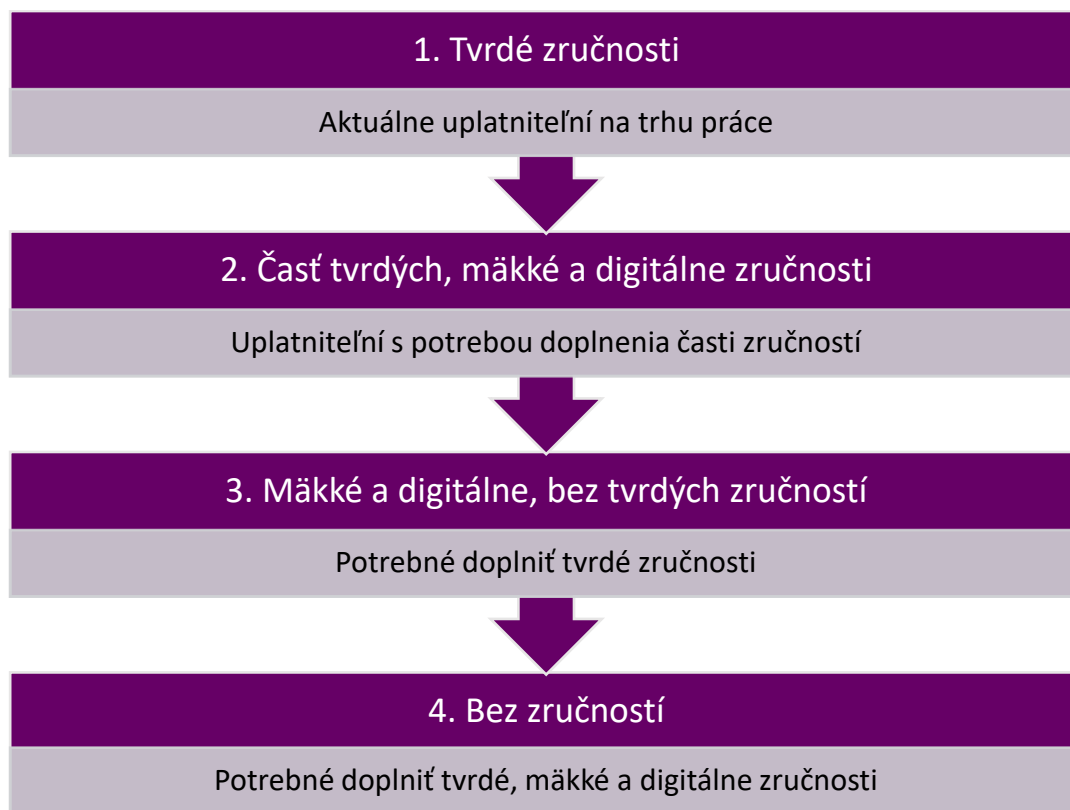 1. Tvrdé zručnosti
Aktuálne uplatniteľní na trhu práce
2. Časť tvrdých, mäkké a digitálne zručnosti
Uplatniteľní s potrebou doplnenia časti zručností
3. Mäkké a digitálne, bez tvrdých zručností
Potrebné doplniť tvrdé zručnosti
4. Bez zručností
Potrebné doplniť tvrdé, mäkké a digitálne zručnosti